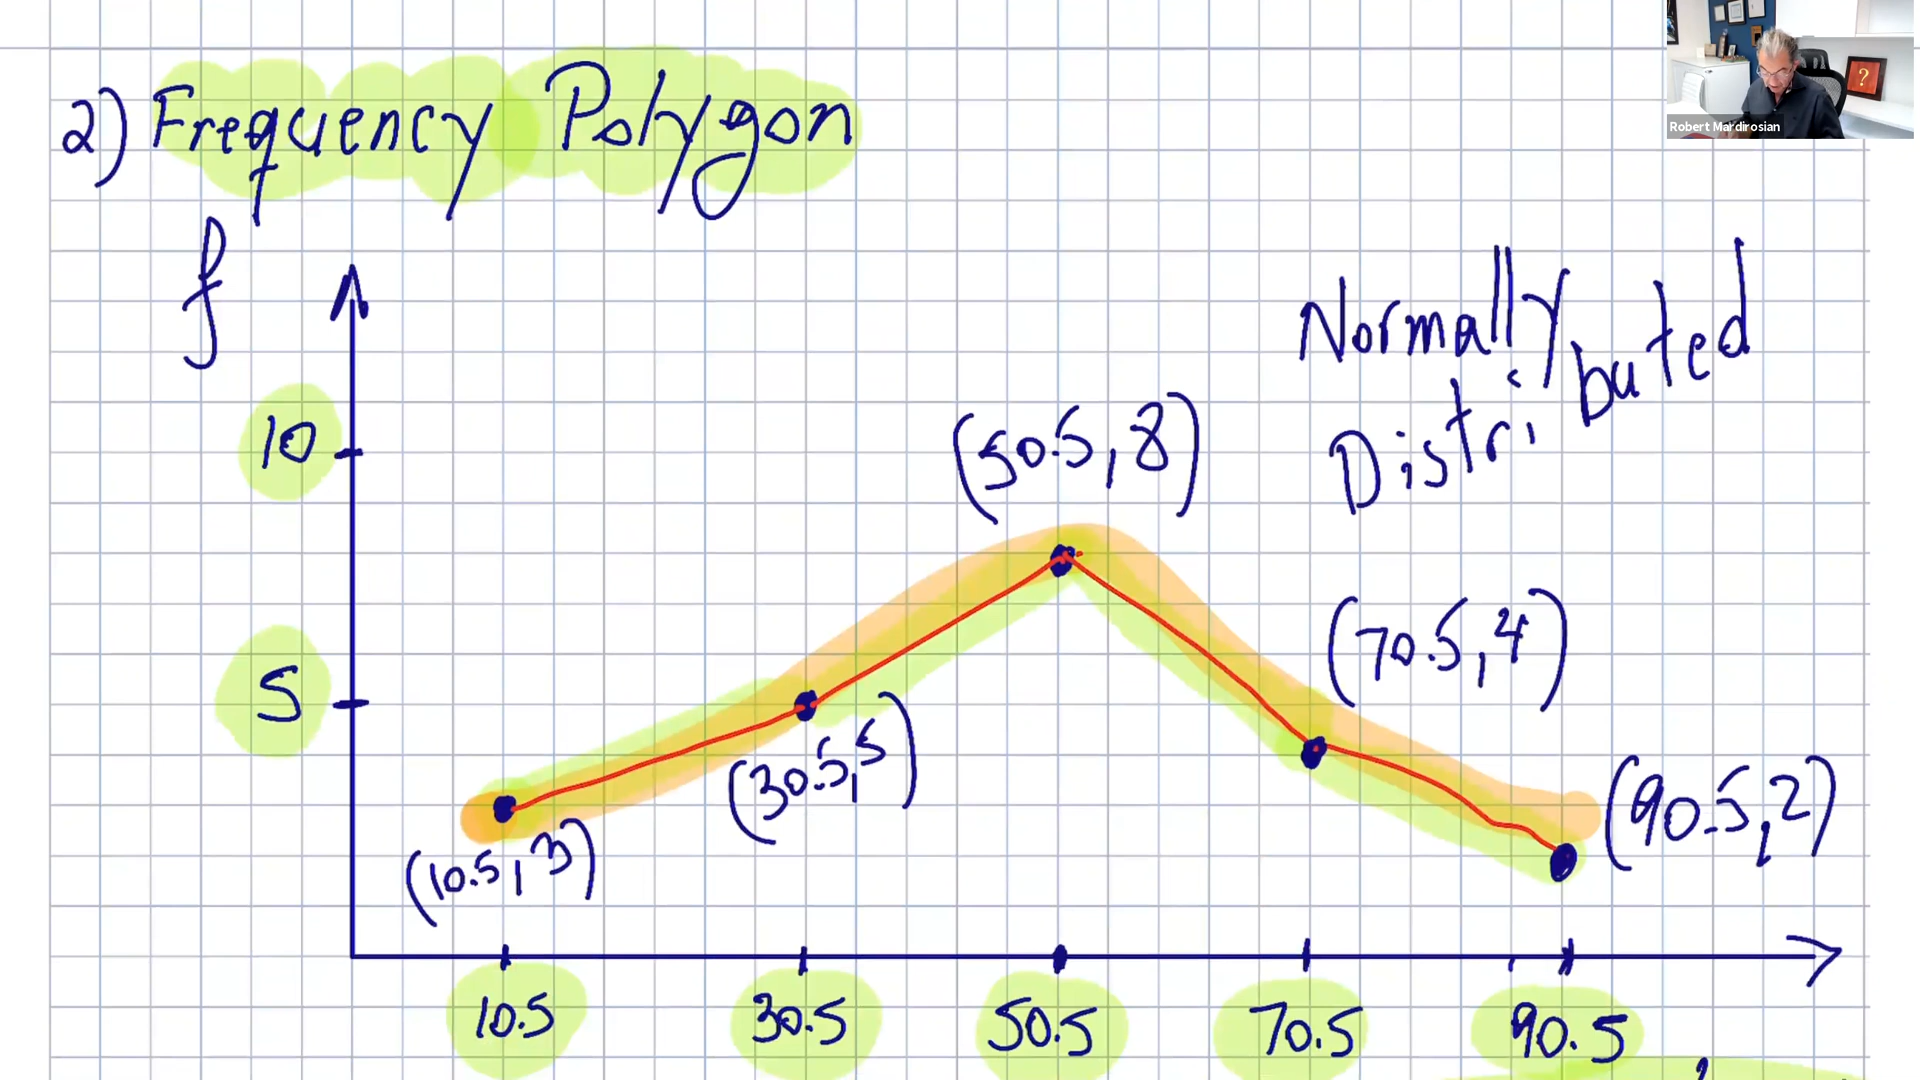 2) Frequency Polygon
?
Robert Mardirosian
f
Normally
Distributed
10
(50.5, 8)
5
(70.5, 4)
(30.5, 5)
(90.5, 2)
(10.5, 3)
10.5 30.5 50.5 70.5 90.5